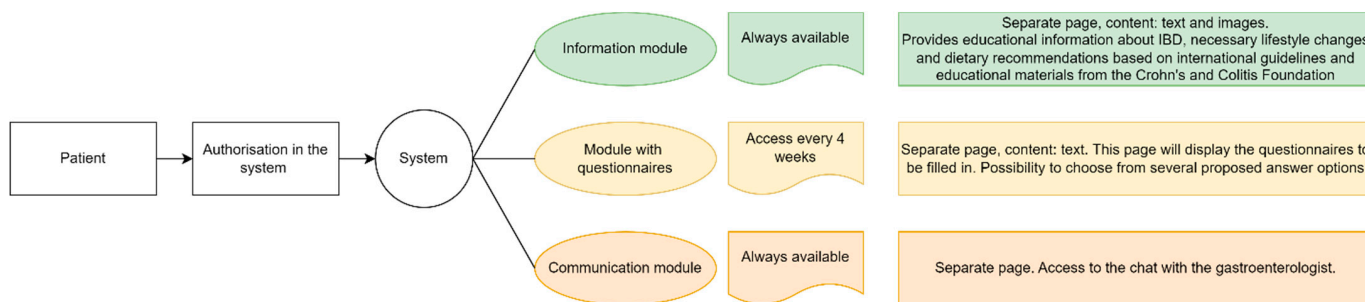 Patient
Authorisation in the
system
System
Information module
Always available
Separate page, content: text and images.
Provides educational information about IBD, necessary lifestyle changes
and dietary recommendations based on international guidelines and
educational materials from the Crohn's and Colitis Foundation
Module with
questionnaires
Access every 4
weeks
Separate page, content: text. This page will display the questionnaires to
be filled in. Possibility to choose from several proposed answer options
Communication module
Always available
Separate page. Access to the chat with the gastroenterologist.